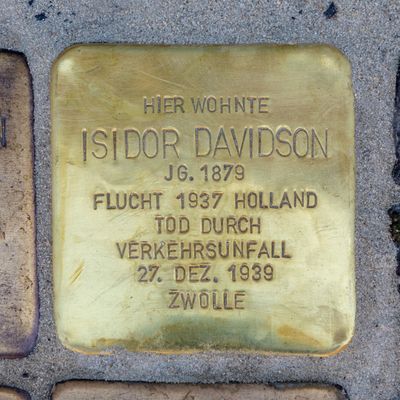 HIER WOHNTE
ISIDOR DAVIDSON
JG. 1879
FLUCHT 1937 HOLLAND
TOD DURCH
VERKEHRSUNFALL
27. DEZ. 1939
ZWOLLE